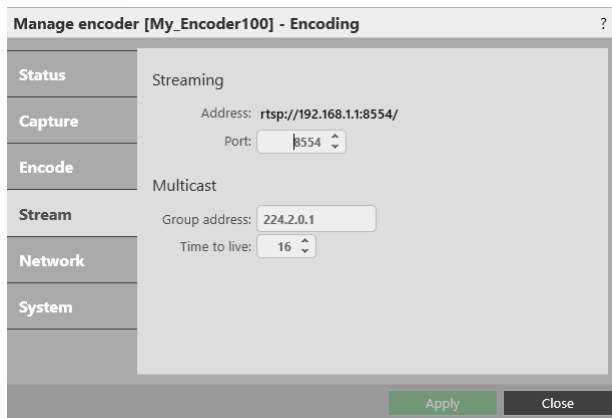 Manage encoder [My_Encoder100] - Encoding ?
Status
Capture
Encode
Stream
Network
System
Streaming
Address: rtsp://192.168.1.1:8554/
Port: 8554
Multicast
Group address: 224.2.0.1
Time to live: 16
Apply Close